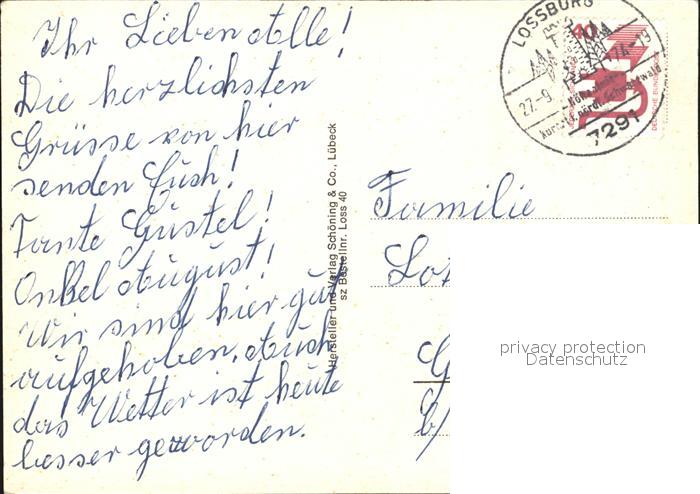 Ihr Lieben Alle!
Die herzlichsten
Grüsse von hier
senden Euch!
Tante Gustel!
Onkel August!
Wir sind hier gut
aufgehoben, Auch
das Wetter ist heute
besser geworden.
Hersteller und Verlag Schöning & Co., Lübeck
sz Bestellnr. Loss 40
LOSSBURG
27.-9.
7291
40
DEUTSCHE BUNDESPOST
Familie
privacy protection
Datenschutz